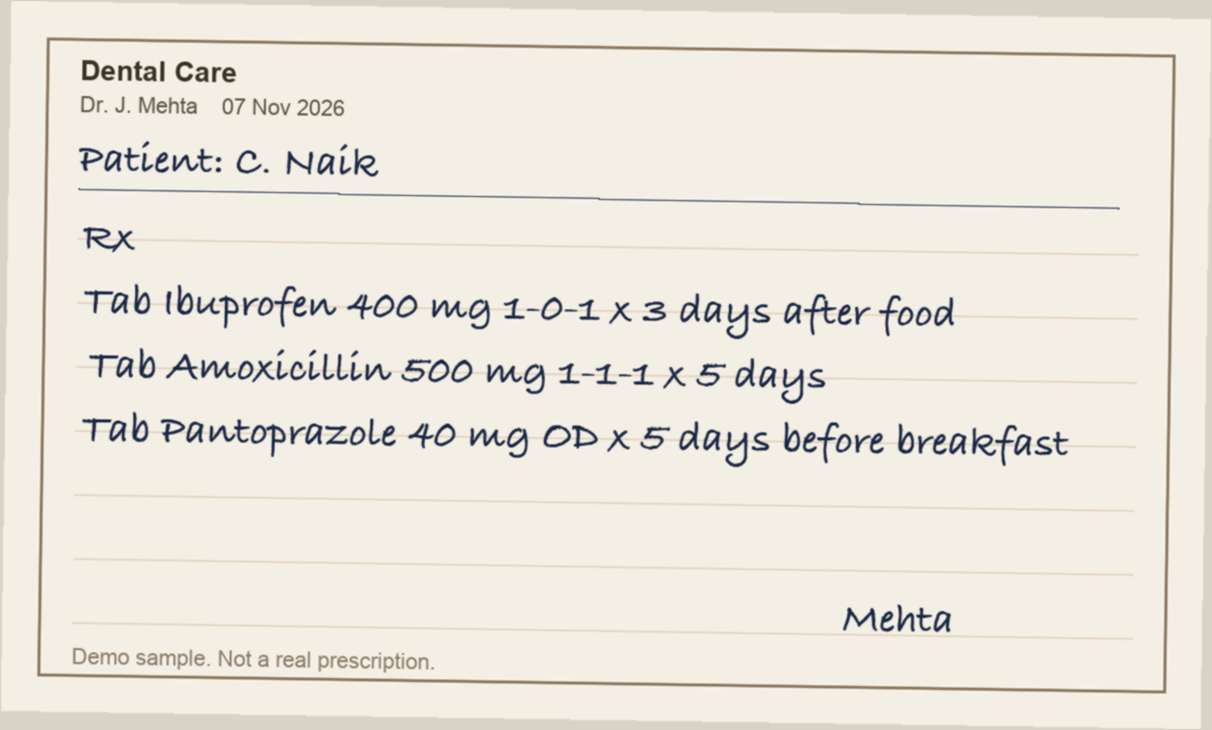 Dental Care
Dr. J. Mehta 07 Nov 2026
Patient: C. Naik
Rx
Tab Ibuprofen 400 mg 1-0-1 x 3 days after food
Tab Amoxicillin 500 mg 1-1-1 x 5 days
Tab Pantoprazole 40 mg OD x 5 days before breakfast
Mehta
Demo sample. Not a real prescription.